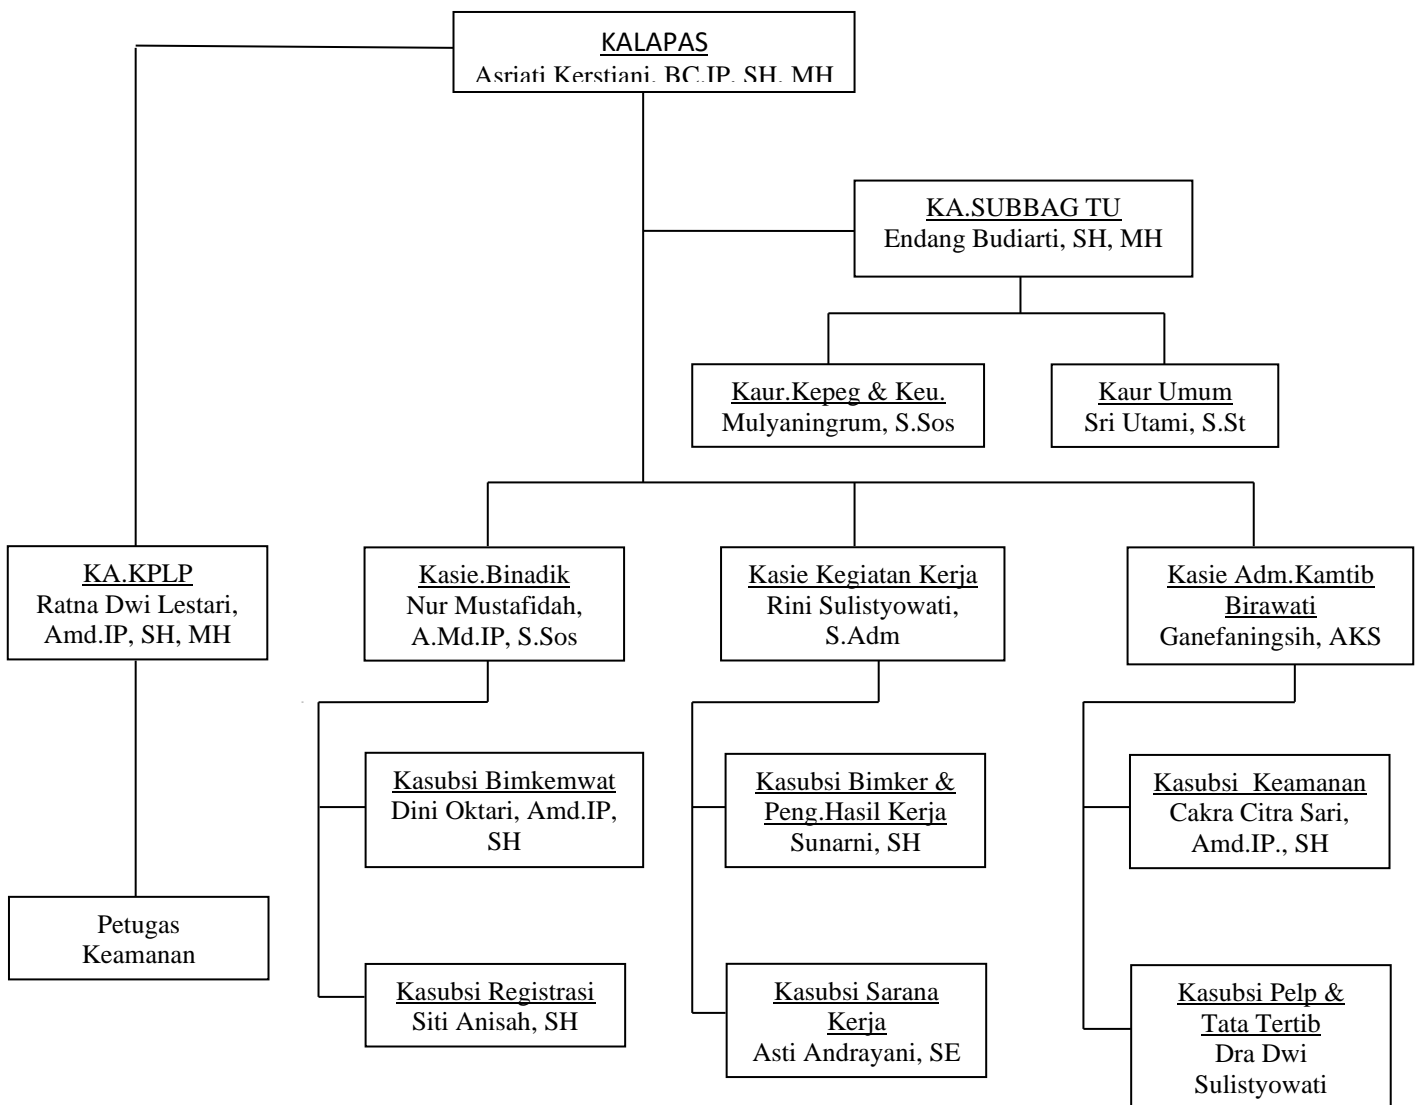 KALAPAS
Asriati Kerstiani, BC.IP, SH, MH
KA.SUBBAG TU
Endang Budiarti, SH, MH
Kaur.Kepeg & Keu.
Mulyaningrum, S.Sos
Kaur Umum
Sri Utami, S.St
KA.KPLP
Ratna Dwi Lestari,
Amd.IP, SH, MH
Kasie.Binadik
Nur Mustafidah,
A.Md.IP, S.Sos
Kasie Kegiatan Kerja
Rini Sulistyowati,
S.Adm
Kasie Adm.Kamtib
Birawati
Ganefaningsih, AKS
Kasubsi Bimkemwat
Dini Oktari, Amd.IP,
SH
Kasubsi Bimker &
Peng.Hasil Kerja
Sunarni, SH
Kasubsi  Keamanan
Cakra Citra Sari,
Amd.IP., SH
Petugas
Keamanan
Kasubsi Registrasi
Siti Anisah, SH
Kasubsi Sarana
Kerja
Asti Andrayani, SE
Kasubsi Pelp &
Tata Tertib
Dra Dwi
Sulistyowati